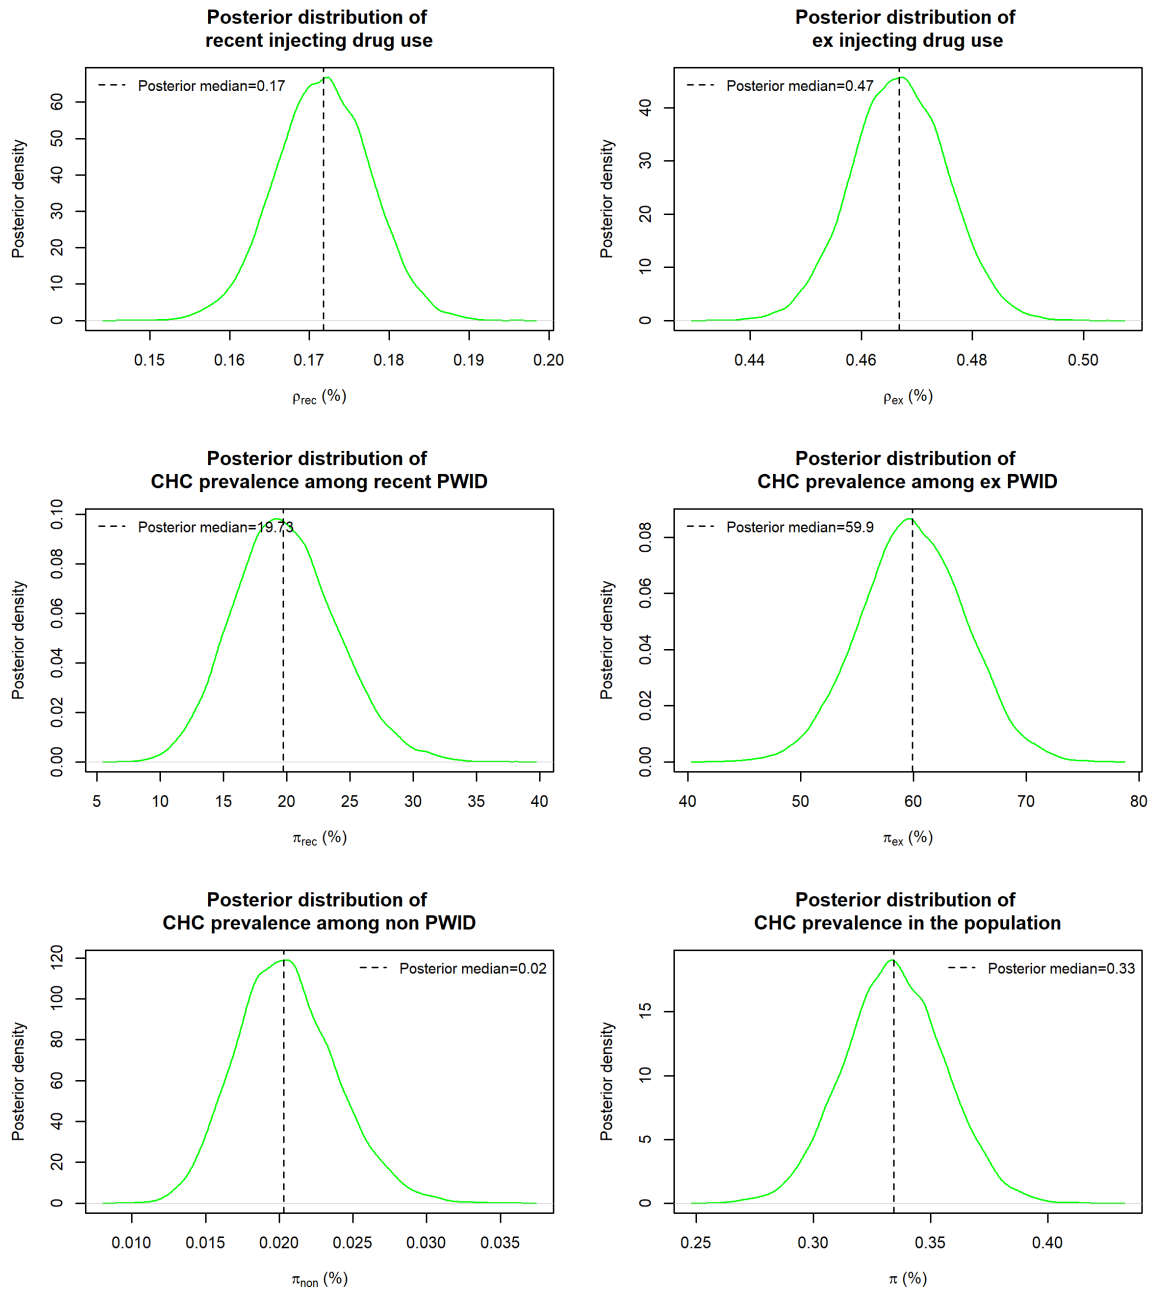 Posterior distribution of
recent injecting drug use
Posterior median=0.17
Posterior density
0
10
20
30
40
50
60
0.15
0.16
0.17
0.18
0.19
0.20
ρrec (%)
Posterior distribution of
ex injecting drug use
Posterior median=0.47
Posterior density
0
10
20
30
40
0.44
0.46
0.48
0.50
ρex (%)
Posterior distribution of
CHC prevalence among recent PWID
Posterior median=19.73
Posterior density
0.00
0.02
0.04
0.06
0.08
0.10
5
10
15
20
25
30
35
40
πrec (%)
Posterior distribution of
CHC prevalence among ex PWID
Posterior median=59.9
Posterior density
0.00
0.02
0.04
0.06
0.08
40
50
60
70
80
πex (%)
Posterior distribution of
CHC prevalence among non PWID
Posterior median=0.02
Posterior density
0
20
40
60
80
100
120
0.010
0.015
0.020
0.025
0.030
0.035
πnon (%)
Posterior distribution of
CHC prevalence in the population
Posterior median=0.33
Posterior density
0
5
10
15
0.25
0.30
0.35
0.40
π (%)